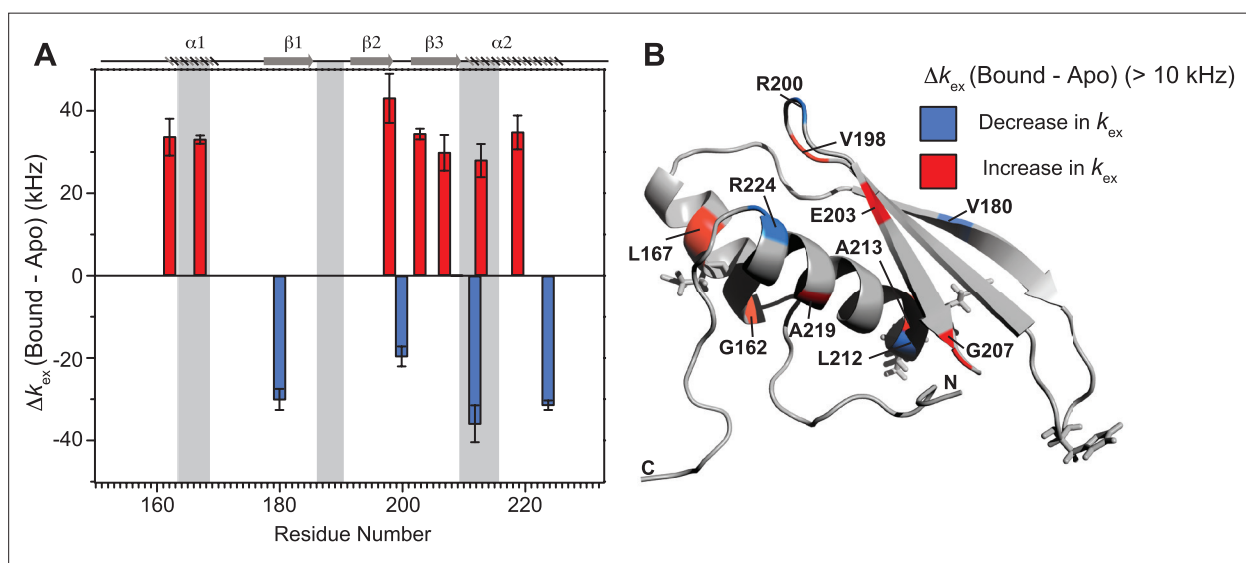 A
α1
β1
β2
β3
α2
40
20
0
-20
-40
Δkex (Bound - Apo) (kHz)
160
180
200
220
Residue Number
B
Δkex (Bound - Apo) (> 10 kHz)
Decrease in kex
Increase in kex
R200
V198
R224
E203
V180
L167
A213
A219
G162
L212
G207
N
C